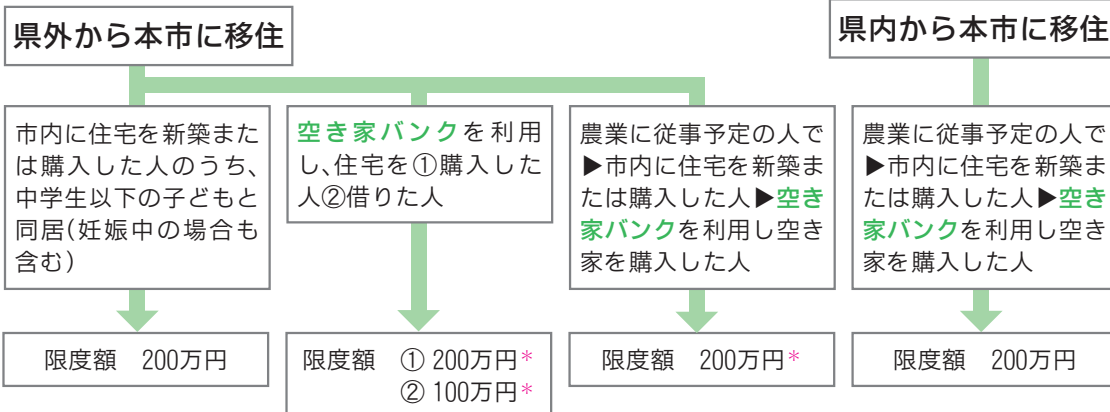 県外から本市に移住
県内から本市に移住
市内に住宅を新築また
は購入した人のうち、
中学生以下の子どもと
同居(妊娠中の場合も
含む)
空き家バンクを利用
し、住宅を①購入した
人②借りた人
農業に従事予定の人で
▶市内に住宅を新築ま
たは購入した人▶空き
家バンクを利用し空き
家を購入した人
農業に従事予定の人で
▶市内に住宅を新築ま
たは購入した人▶空き
家バンクを利用し空き
家を購入した人
限度額 200万円
限度額 ① 200万円*
② 100万円*
限度額 200万円*
限度額 200万円